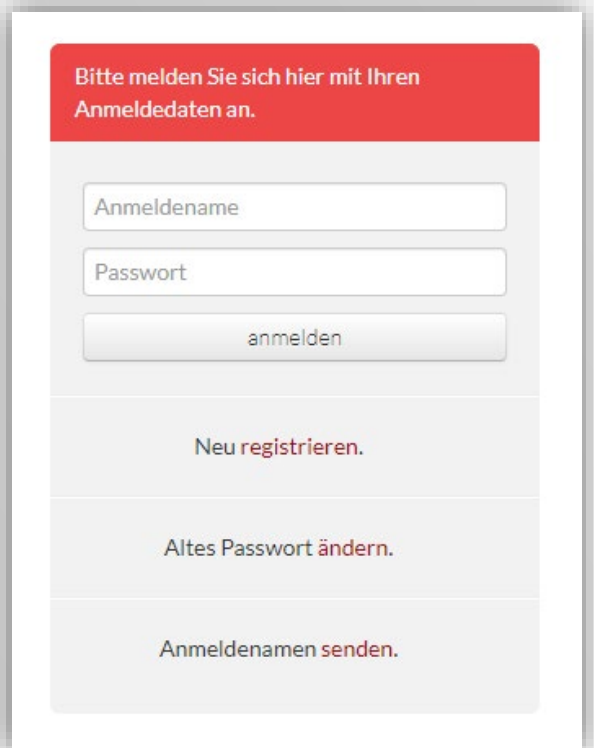 Bitte melden Sie sich hier mit Ihren
Anmeldedaten an.
Anmeldename
Passwort
anmelden
Neu registrieren.
Altes Passwort ändern.
Anmeldenamen senden.